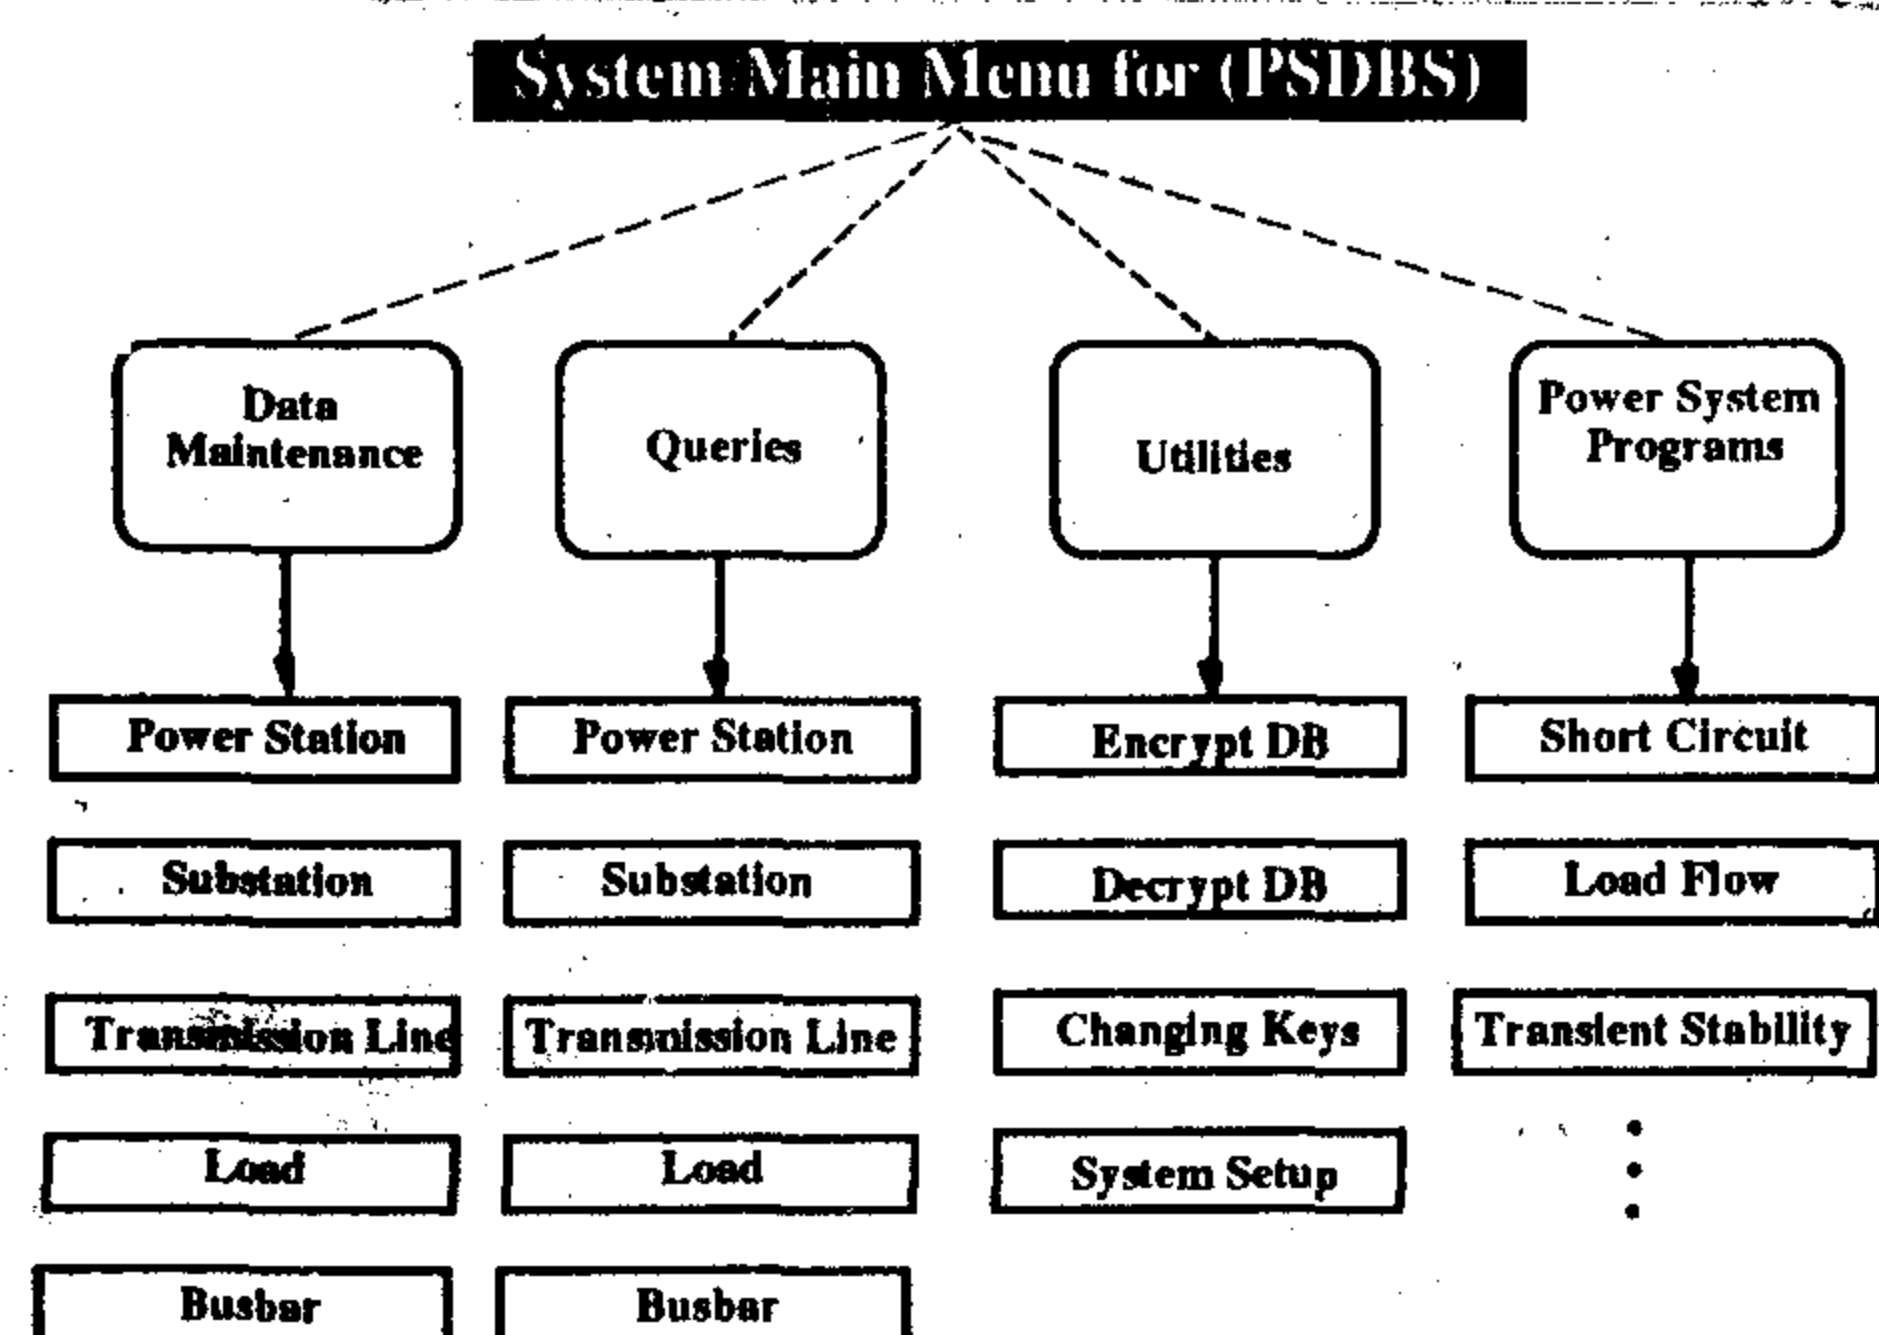 System Main Menu for (PSDBS)
Data
Maintenance
Queries
Utilities
Power System
Programs
Power Station
Power Station
Encrypt DB
Short Circuit
Substation
Substation
Decrypt DB
Load Flow
Transmission Line
Transmission Line
Changing Keys
Transient Stability
Load
Load
System Setup
Busbar
Busbar